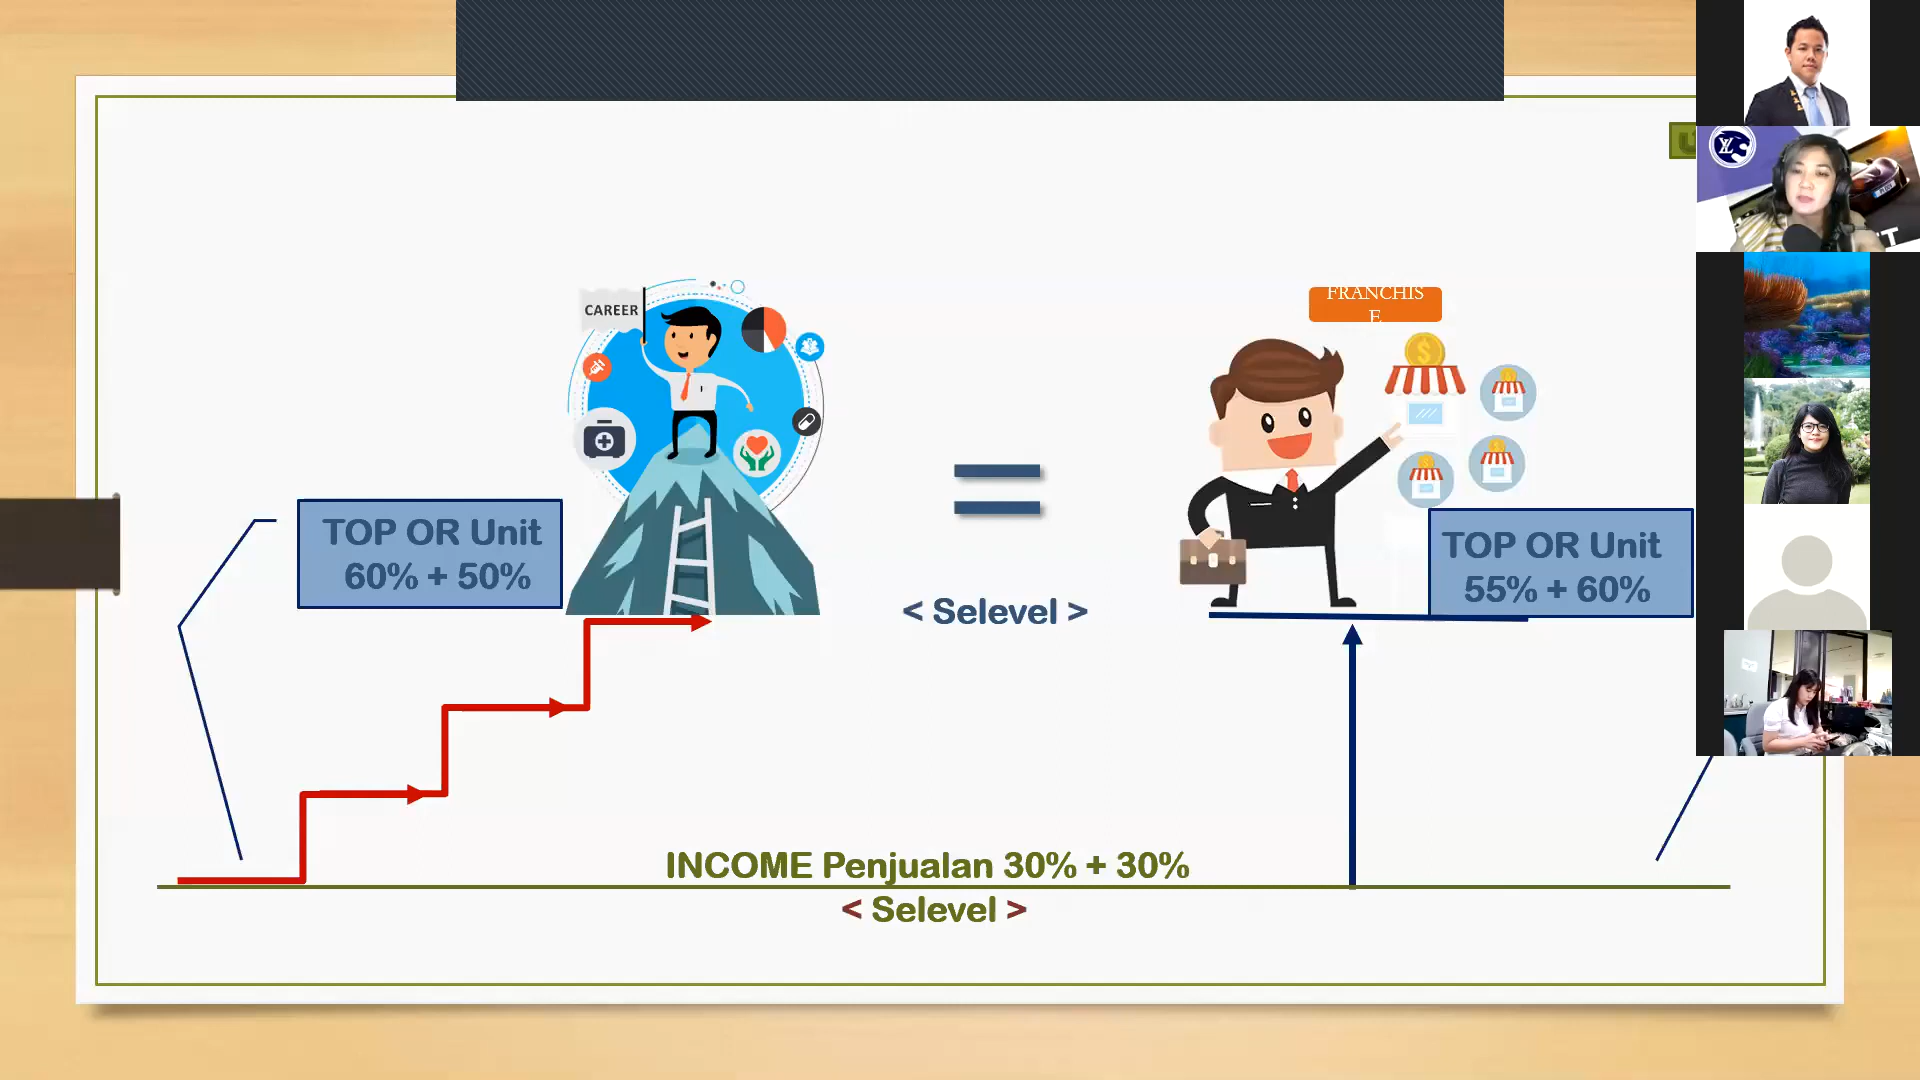 CAREER
FRANCHIS
E
TOP OR Unit
60% + 50%
TOP OR Unit
55% + 60%
< Selevel >
INCOME Penjualan 30% + 30%
< Selevel >